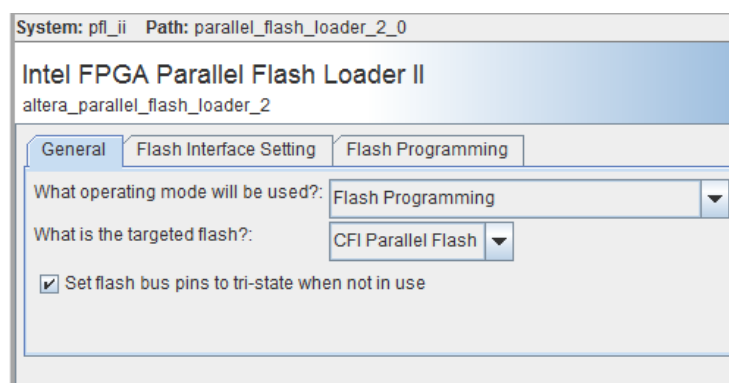 System: pfl_ii Path: parallel_flash_loader_2_0
Intel FPGA Parallel Flash Loader II
altera_parallel_flash_loader_2
General Flash Interface Setting Flash Programming
What operating mode will be used?: Flash Programming
What is the targeted flash?: CFI Parallel Flash
Set flash bus pins to tri-state when not in use